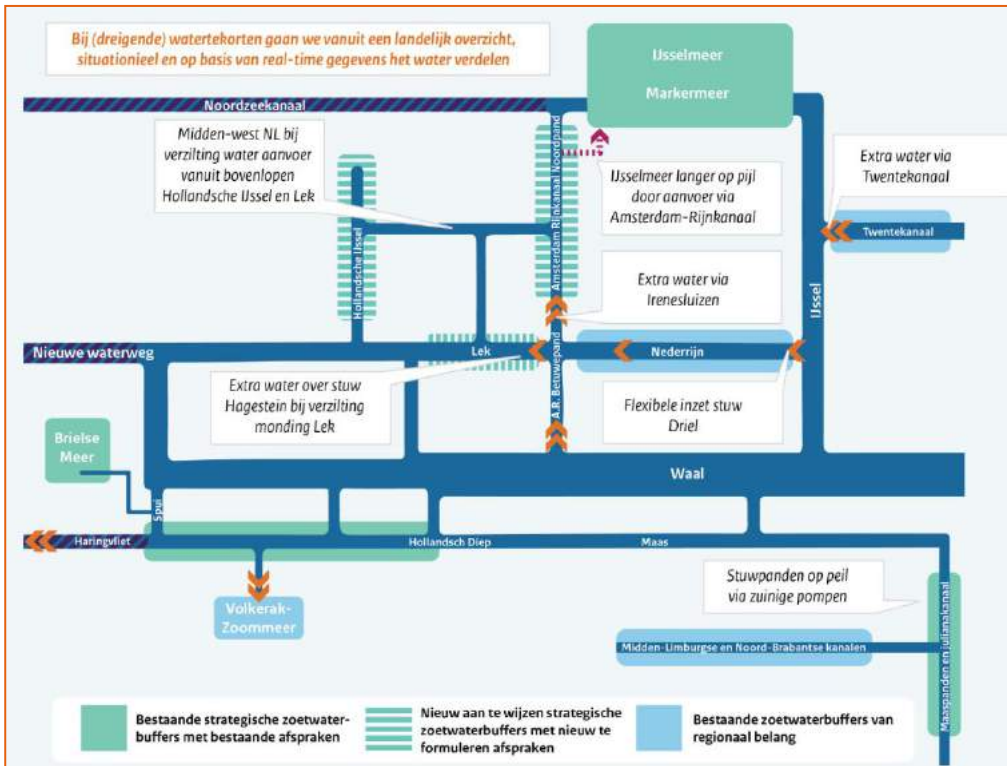 Bij (dreigende) watertekorten gaan we vanuit een landelijk overzicht,
situationieel en op basis van real-time gegevens het water verdelen
IJsselmeer
Markermeer
Noordzeekanaal
Midden-west NL bij
verzilting water aanvoer
vanuit bovenlopen
Hollandsche IJssel en Lek
Amsterdam Rijnkanaal Noordpand
IJsselmeer langer op pijl
door aanvoer via
Amsterdam-Rijnkanaal
Extra water via
Twentekanaal
Twentekanaal
Hollandsche IJssel
Extra water via
Irenesluizen
IJssel
Nieuwe waterweg
Lek
Nederrijn
A.R. Betuwepand
Extra water over stuw
Hagestein bij verzilting
monding Lek
Flexibele inzet stuw
Driel
Brielse
Meer
Waal
Spui
Haringvliet
Hollandsch Diep
Maas
Stuwpanden op peil
via zuinige pompen
Volkerak-
Zoommeer
Midden-Limburgse en Noord-Brabantse kanalen
Maaspanden en Julianakanaal
Bestaande strategische zoetwater-
buffers met bestaande afspraken
Nieuw aan te wijzen strategische
zoetwaterbuffers met nieuw te
formuleren afspraken
Bestaande zoetwaterbuffers van
regionaal belang